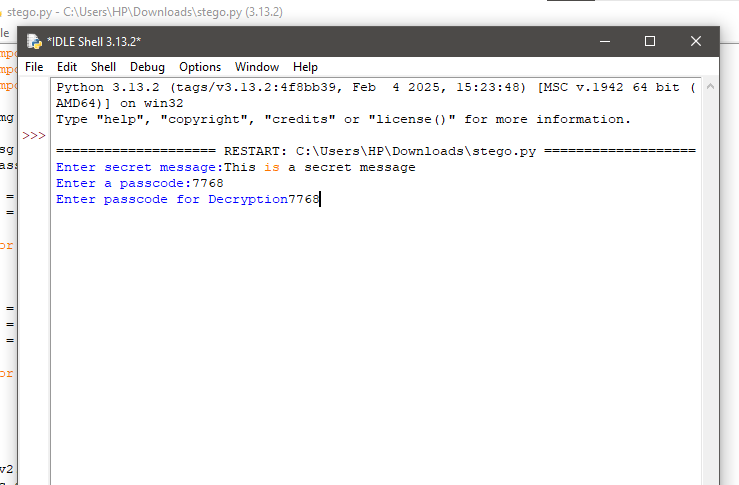 stego.py - C:\Users\HP\Downloads\stego.py (3.13.2)
*IDLE Shell 3.13.2*
File Edit Shell Debug Options Window Help
Python 3.13.2 (tags/v3.13.2:4f8bb39, Feb  4 2025, 15:23:48) [MSC v.1942 64 bit (
AMD64)] on win32
Type "help", "copyright", "credits" or "license()" for more information.
>>>
==================== RESTART: C:\Users\HP\Downloads\stego.py ===================
Enter secret message:This is a secret message
Enter a passcode:7768
Enter passcode for Decryption7768